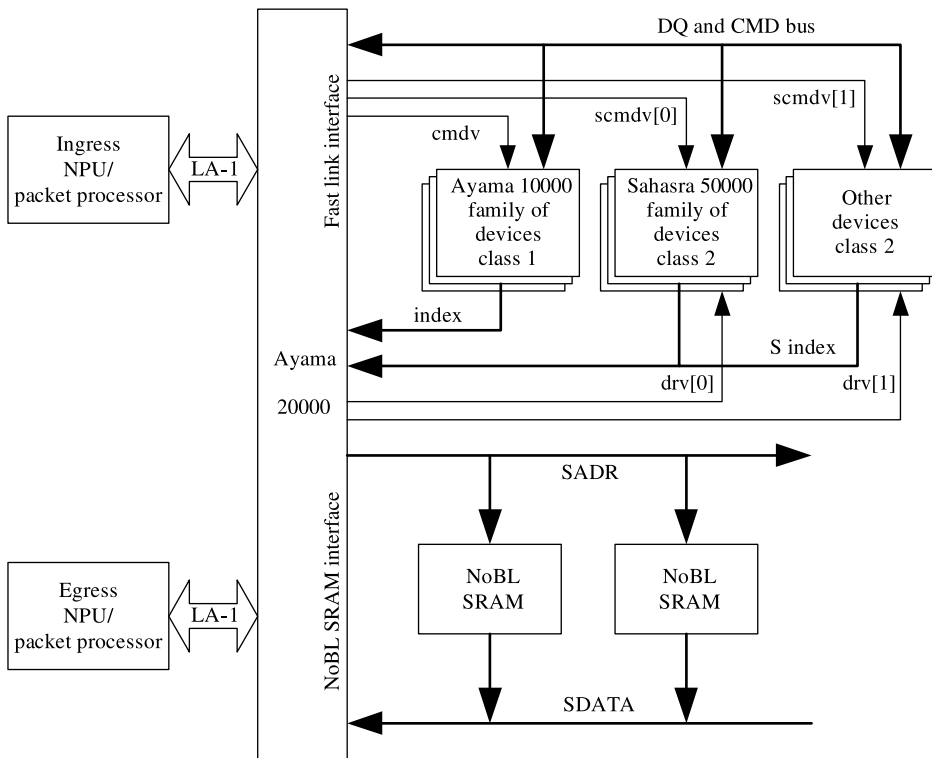 DQ and CMD bus
Fast link interface
scmdv[1]
scmdv[0]
cmdv
Ingress
NPU/
packet processor
LA-1
Ayama 10000
family of
devices
class 1
Sahasra 50000
family of
devices
class 2
Other
devices
class 2
index
S index
Ayama
20000
drv[0]
drv[1]
SADR
NoBL SRAM interface
NoBL
SRAM
NoBL
SRAM
Egress
NPU/
packet processor
LA-1
SDATA